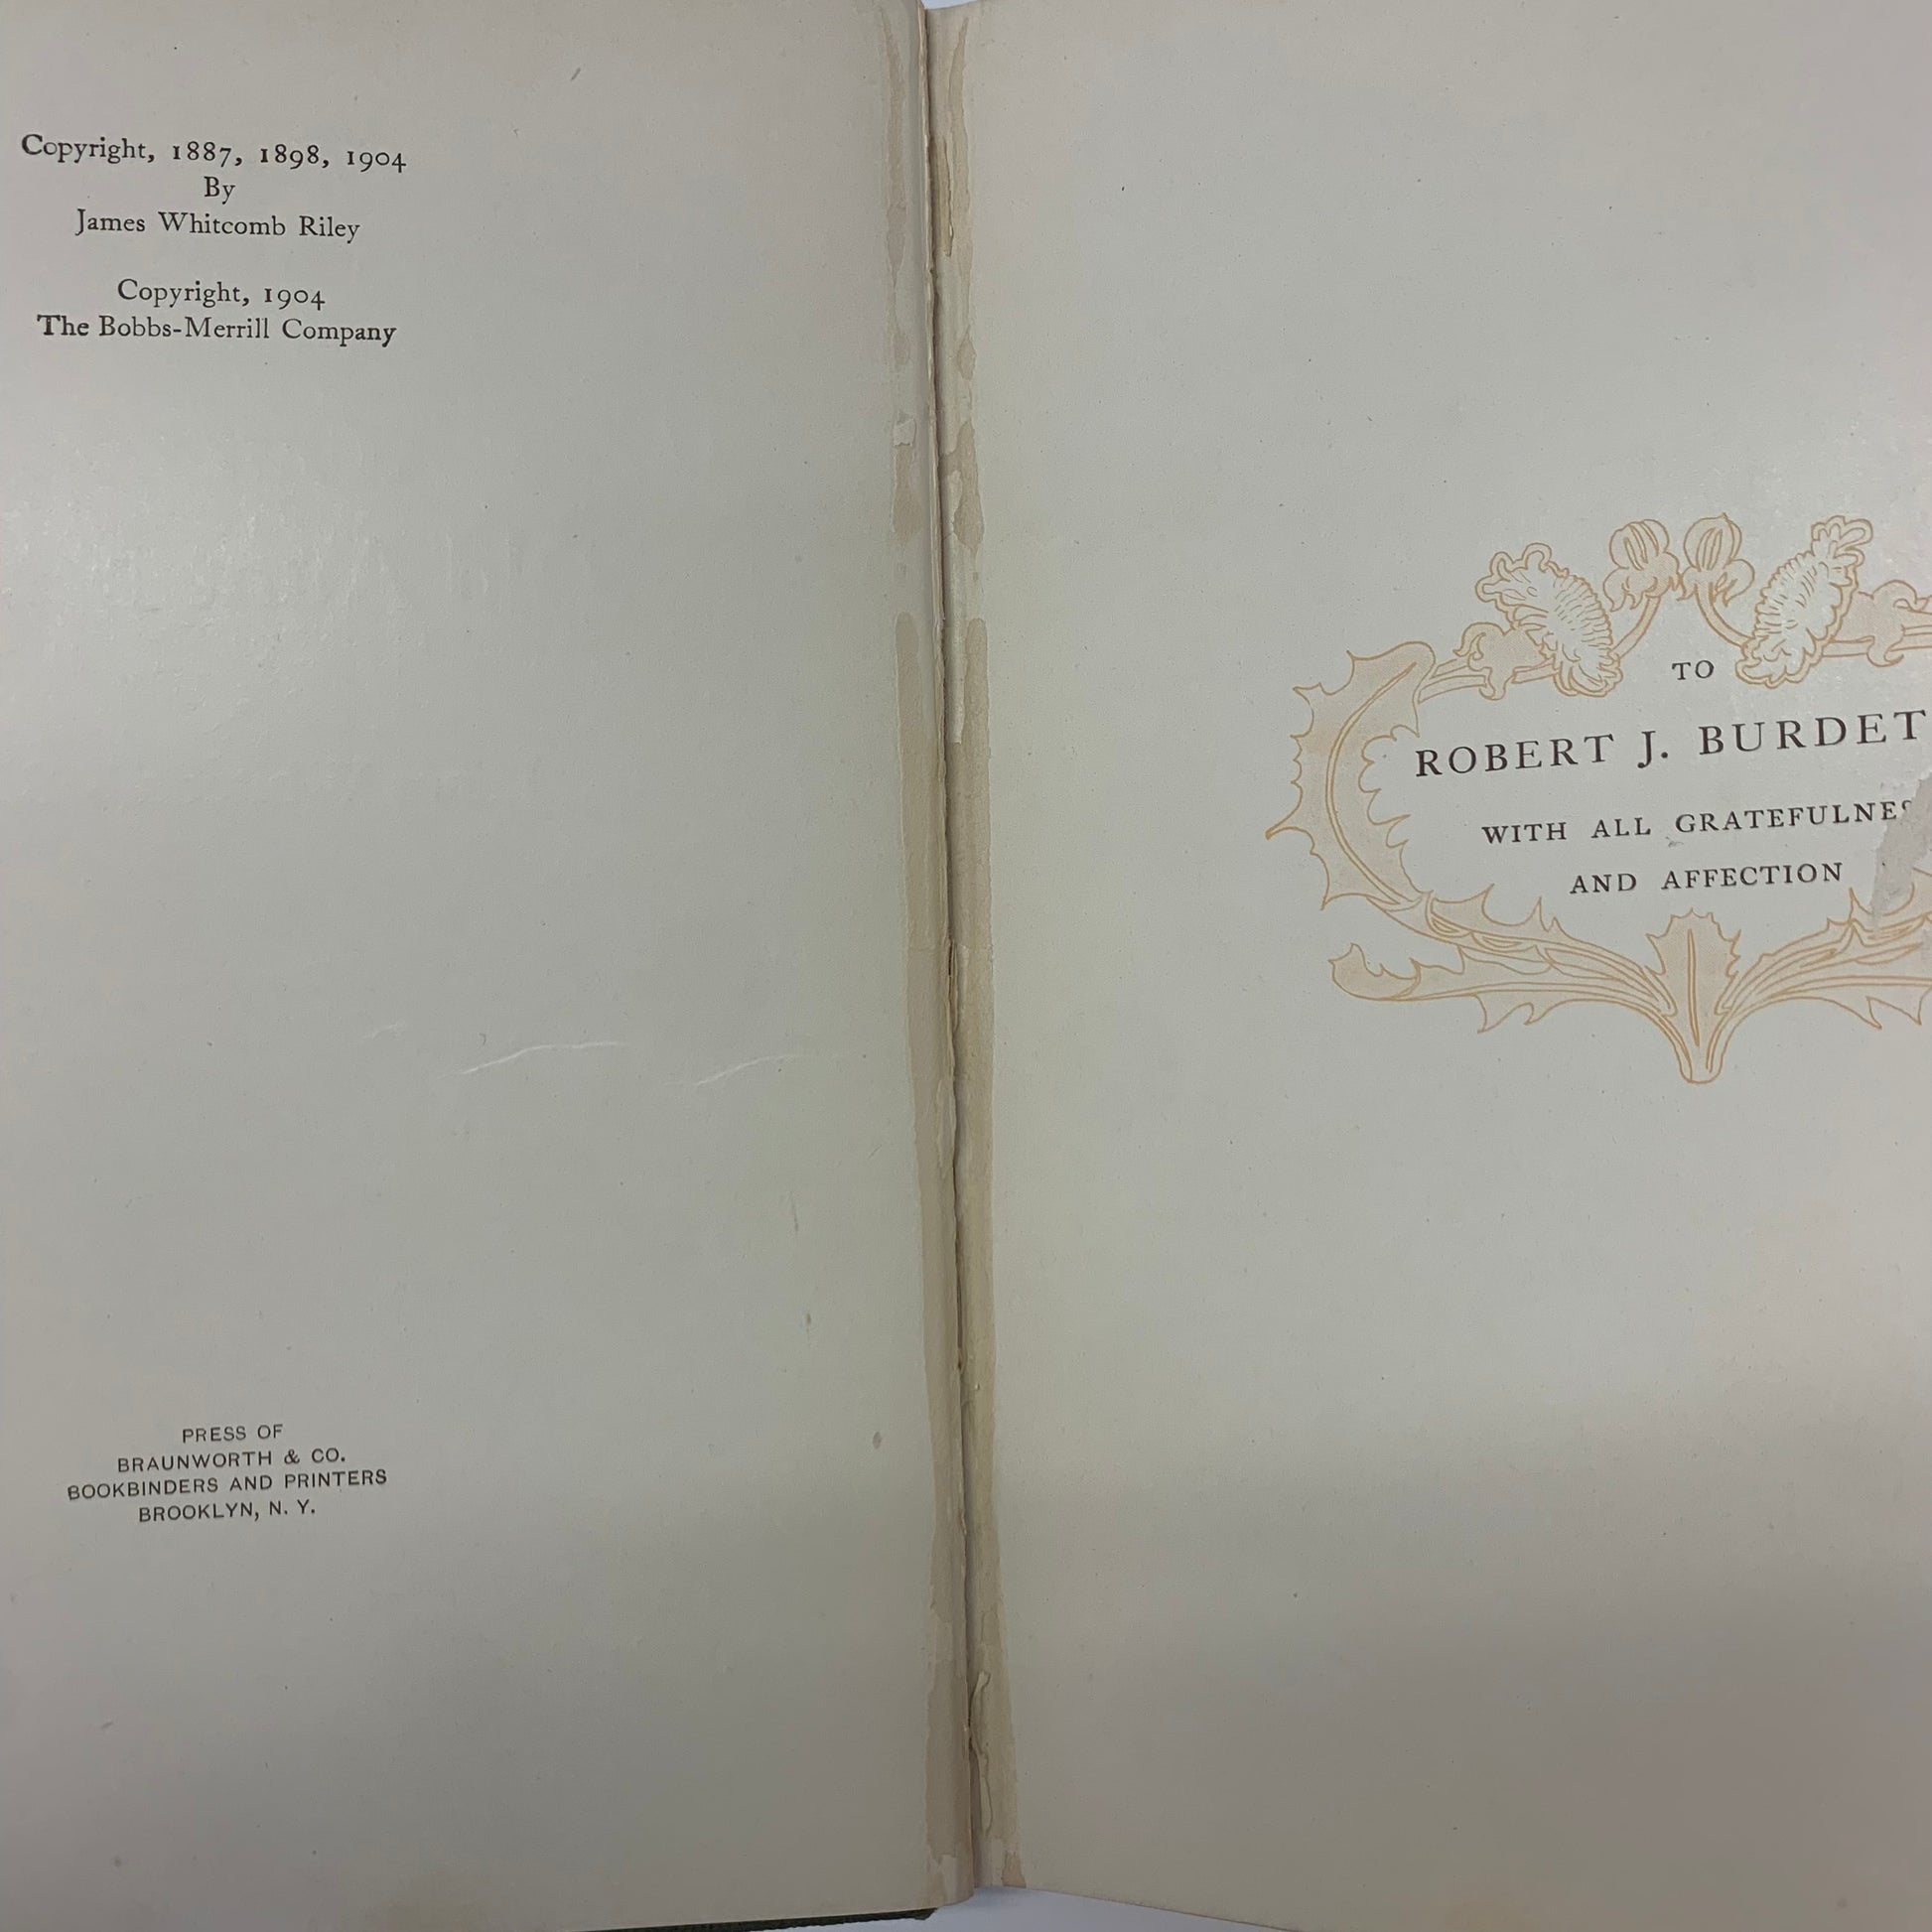 Copyright, 1887, 1898, 1904
By
James Whitcomb Riley
Copyright, 1904
The Bobbs-Merrill Company
PRESS OF
BRAUNWORTH & CO.
BOOKBINDERS AND PRINTERS
BROOKLYN, N. Y.
TO
ROBERT J. BURDET
WITH ALL GRATEFULNES
AND AFFECTION